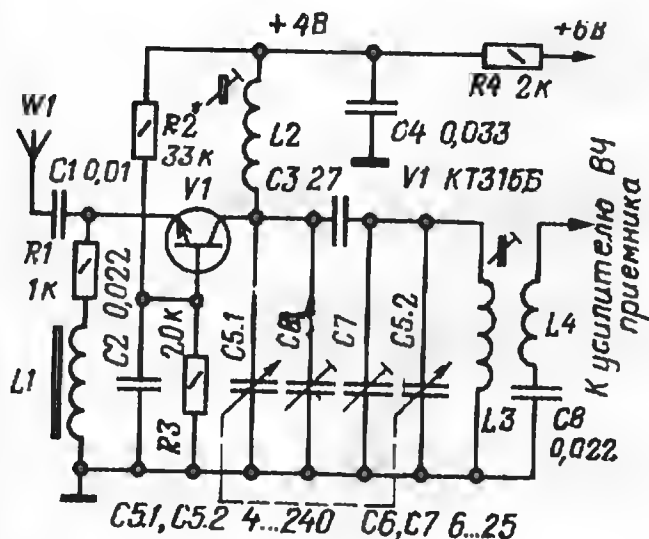 +4В
+6В
W1
R2*
33к
R4 2к
L2
C4 0,033
C1 0,01
V1
C3 27
V1 КТ315Б
R1
1к
C2 0,022
2,0к
R3
C5.1
C8
C7
C5.2
L1
L3
L4
C8
0,022
К усилителю ВЧ
приемника
C5.1, C5.2 4...240
C6, C7 6...25